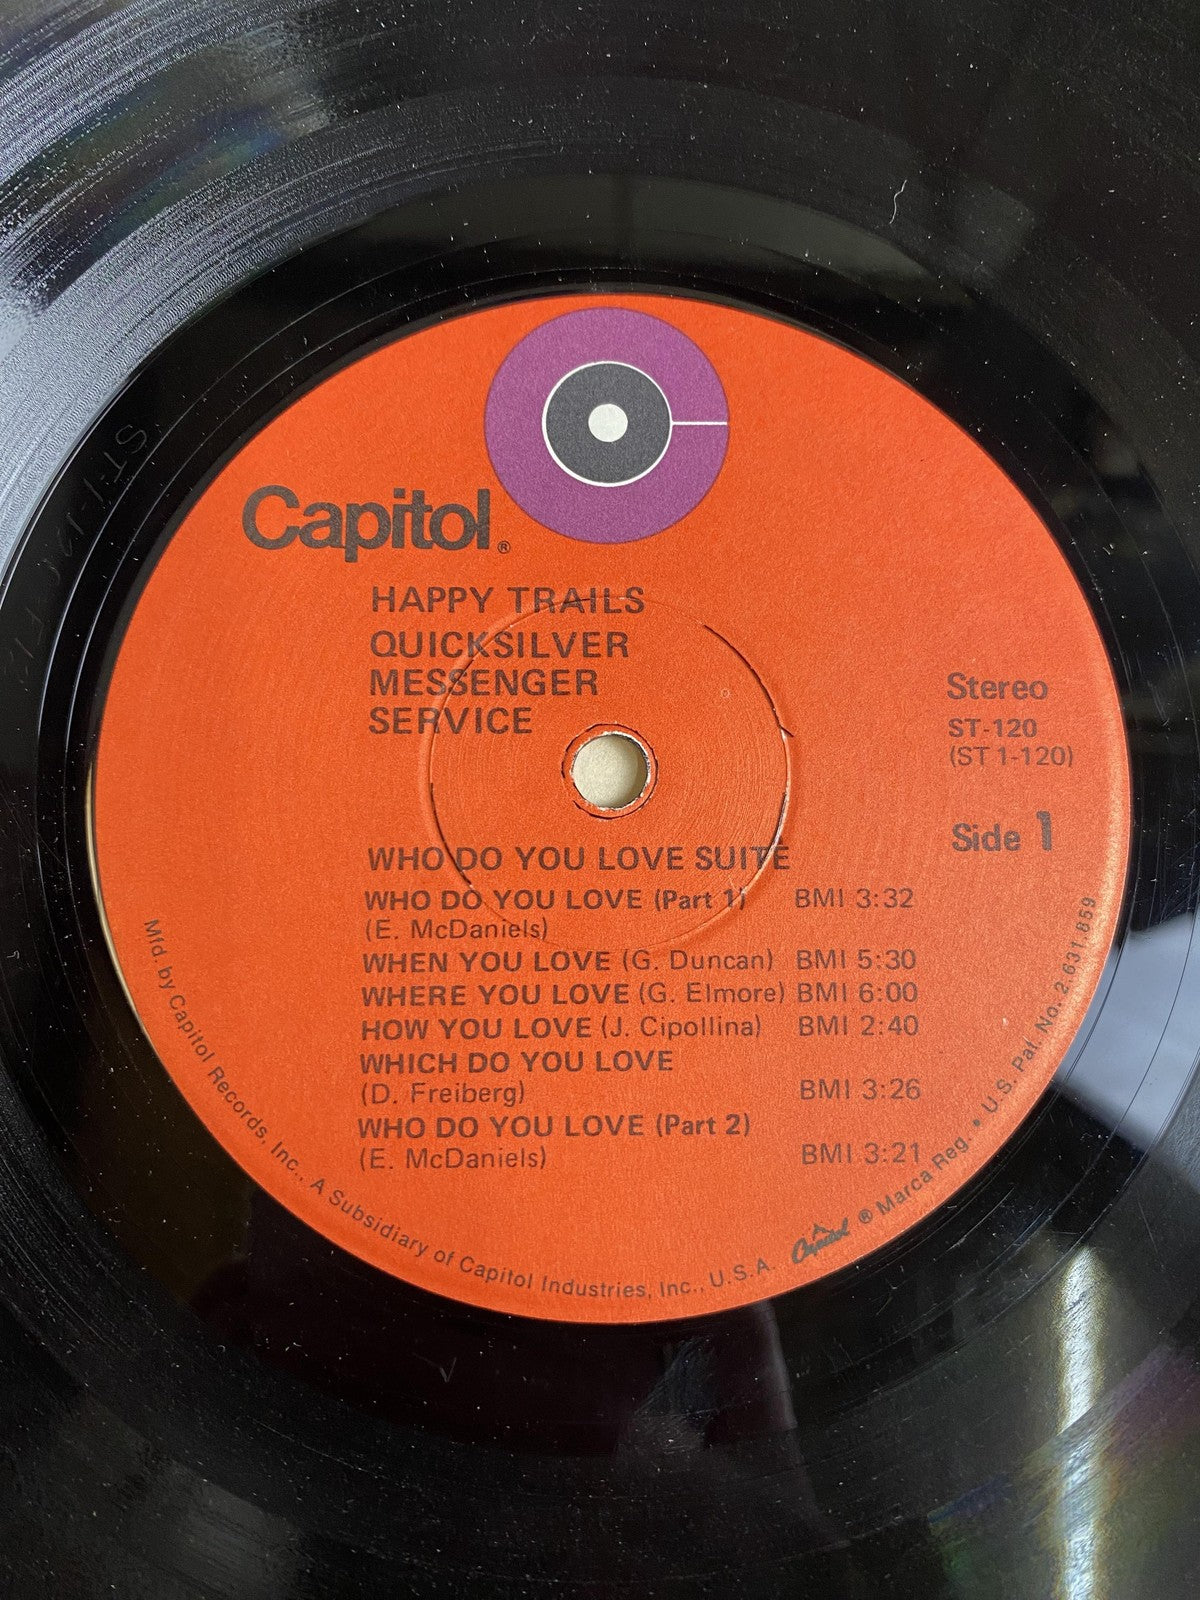 Capitol®
HAPPY TRAILS
QUICKSILVER
MESSENGER
SERVICE
Stereo
ST-120
(ST 1-120)
Side 1
WHO DO YOU LOVE SUITE
WHO DO YOU LOVE (Part 1) BMI 3:32
(E. McDaniels)
WHEN YOU LOVE (G. Duncan) BMI 5:30
WHERE YOU LOVE (G. Elmore) BMI 6:00
HOW YOU LOVE (J. Cipollina) BMI 2:40
WHICH DO YOU LOVE
(D. Freiberg) BMI 3:26
WHO DO YOU LOVE (Part 2)
(E. McDaniels) BMI 3:21
Mfd. by Capitol Records, Inc., A Subsidiary of Capitol Industries, Inc., U.S.A. Capitol ® Marca Reg. • U.S. Pat. No. 2.631.859